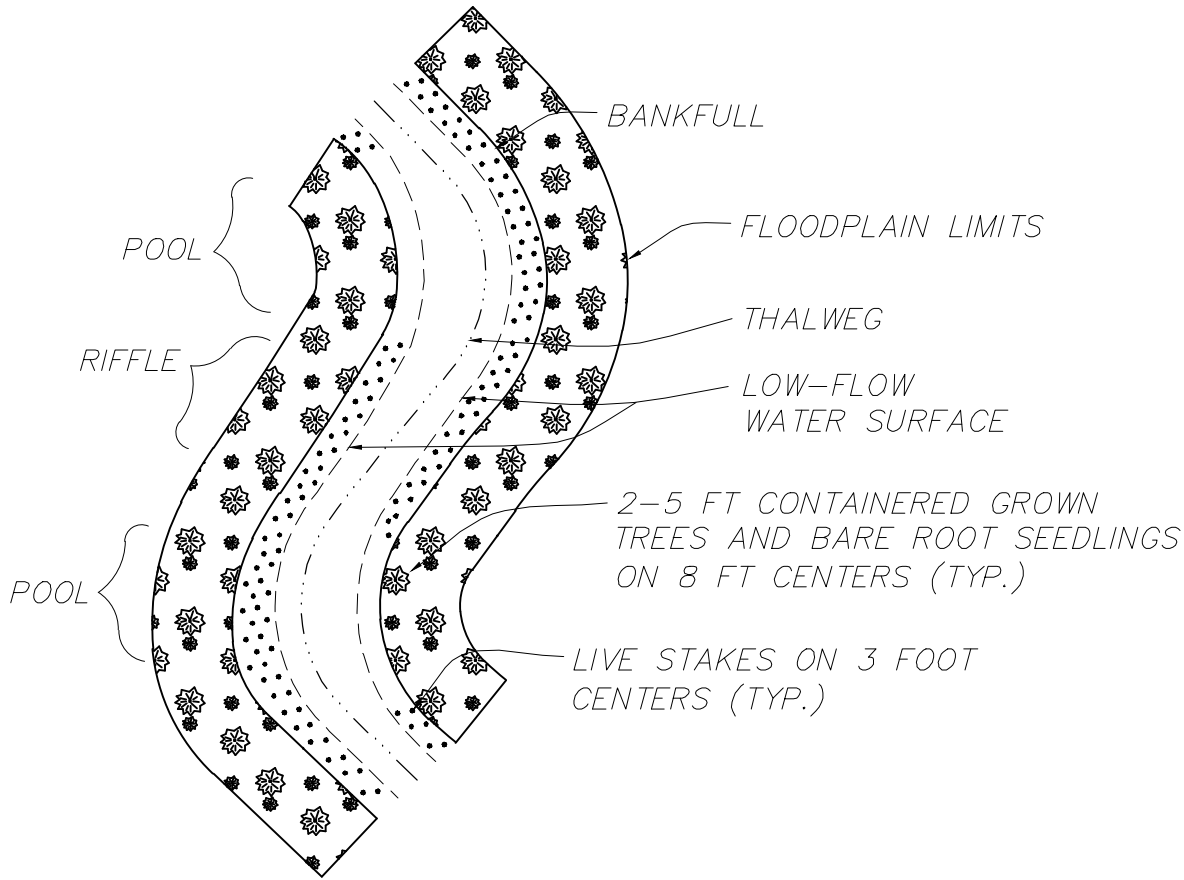 BANKFULL
FLOODPLAIN LIMITS
POOL
THALWEG
RIFFLE
LOW-FLOW
WATER SURFACE
2-5 FT CONTAINERED GROWN
TREES AND BARE ROOT SEEDLINGS
ON 8 FT CENTERS (TYP.)
POOL
LIVE STAKES ON 3 FOOT
CENTERS (TYP.)